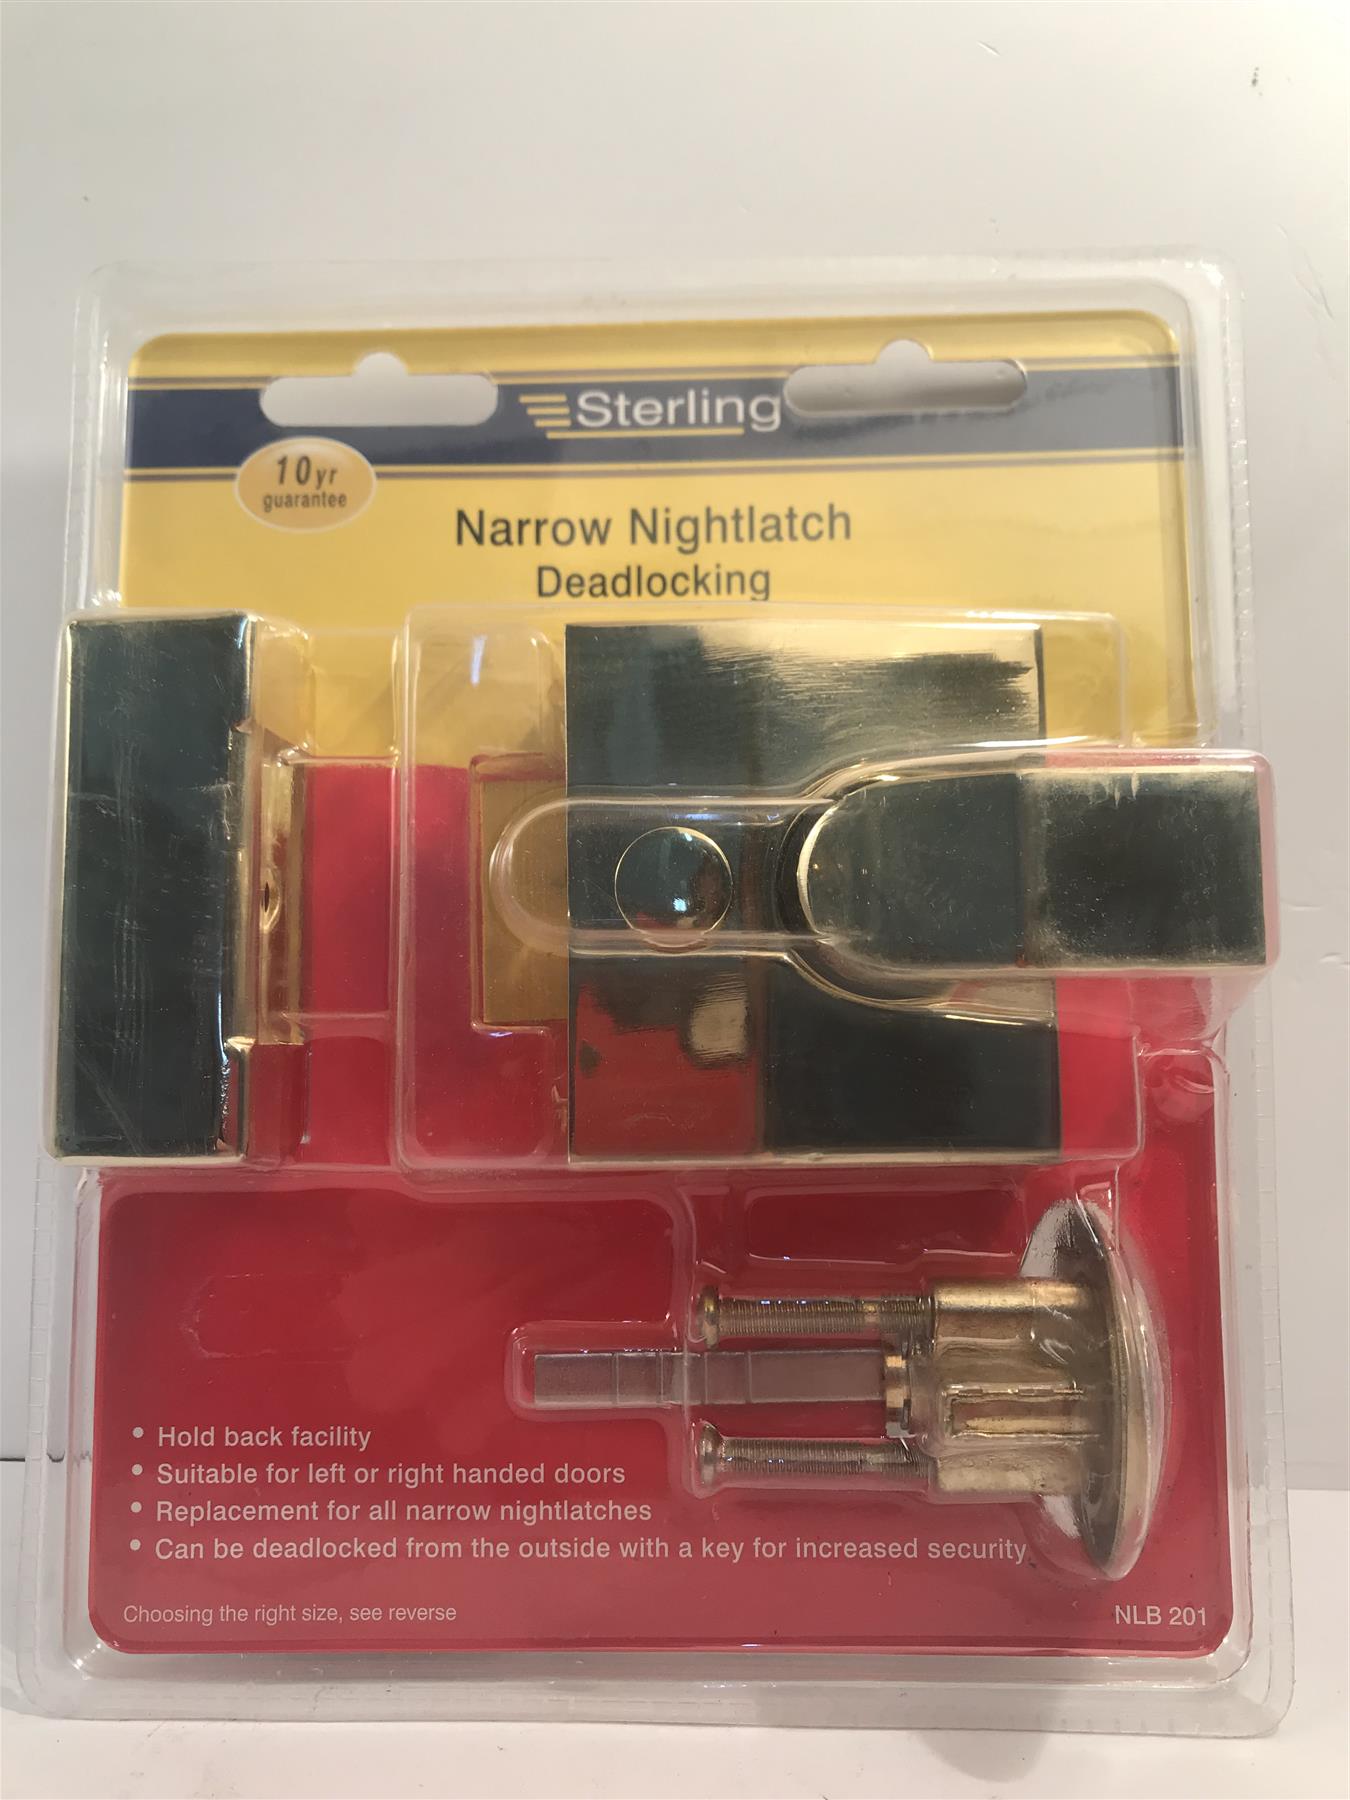 Sterling
10yr
guarantee
Narrow Nightlatch
Deadlocking
• Hold back facility
• Suitable for left or right handed doors
• Replacement for all narrow nightlatches
• Can be deadlocked from the outside with a key for increased security
Choosing the right size, see reverse
NLB 201